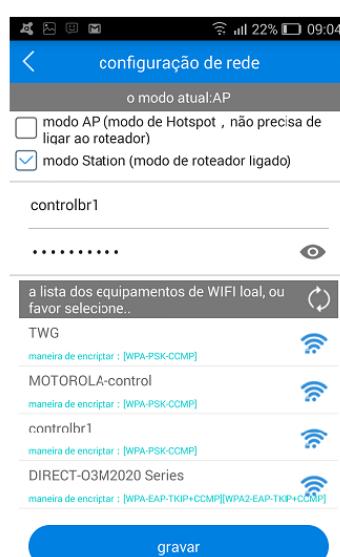 22% 09:04
configuração de rede
o modo atual:AP
modo AP (modo de Hotspot , não precisa de
ligar ao roteador)
modo Station (modo de roteador ligado)
controlbr1
••••••••••
a lista dos equipamentos de WIFI loal, ou
favor selecione..
TWG
maneira de encriptar : [WPA-PSK-CCMP]
MOTOROLA-control
maneira de encriptar : [WPA-PSK-CCMP]
controlbr1
maneira de encriptar : [WPA-PSK-CCMP]
DIRECT-O3M2020 Series
maneira de encriptar : [WPA-EAP-TKIP+CCMP][WPA2-EAP-TKIP+CCMP]
gravar